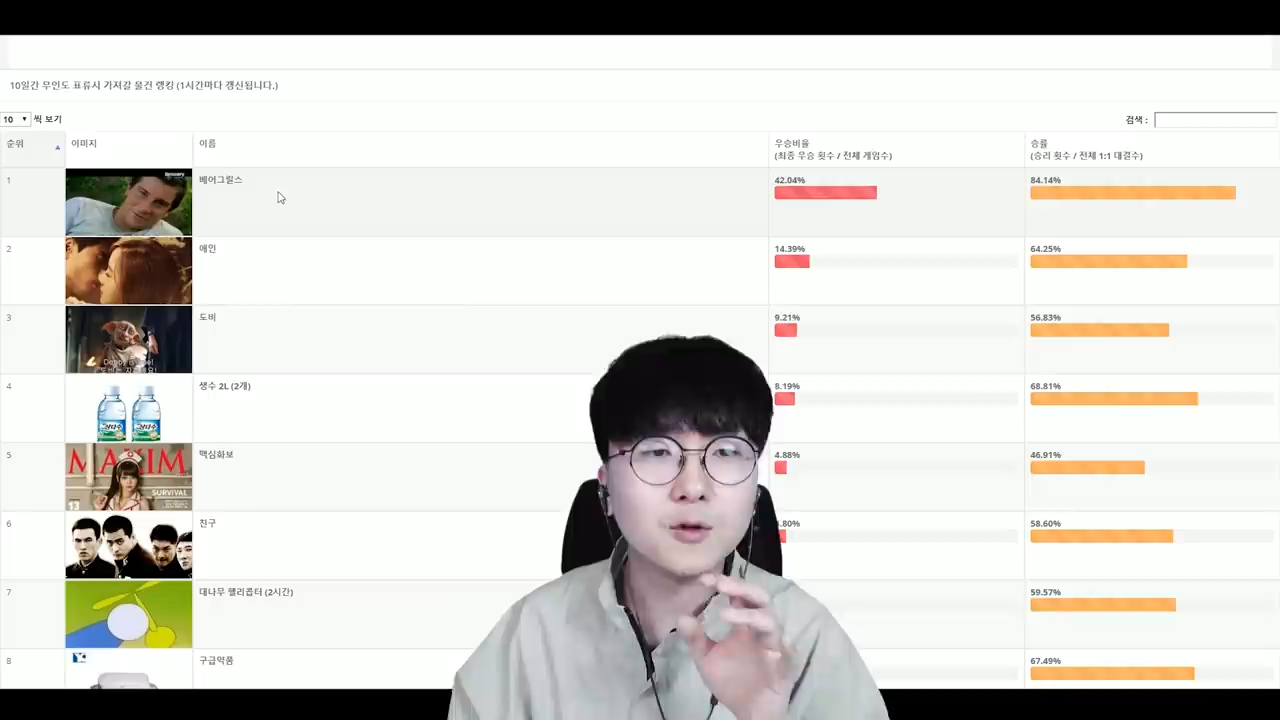 10일간 무인도 표류시 가져갈 물건 랭킹 (1시간마다 갱신됩니다.)
10 씩 보기
검색 :
순위 이미지 이름 우승비율 (최종 우승 횟수 / 전체 게임수) 승률 (승리 횟수 / 전체 1:1 대결수)
1 Discovery 베어그릴스 42.04% 84.14%
2 애인 14.39% 64.25%
3 도비 9.21% 56.83%
4 생수 2L (2개) 8.19% 68.81%
5 MAXIM SURVIVAL 13 맥심화보 4.88% 46.91%
6 친구 58.60%
7 대나무 헬리콥터 (2시간) 59.57%
8 구급약품 67.49%